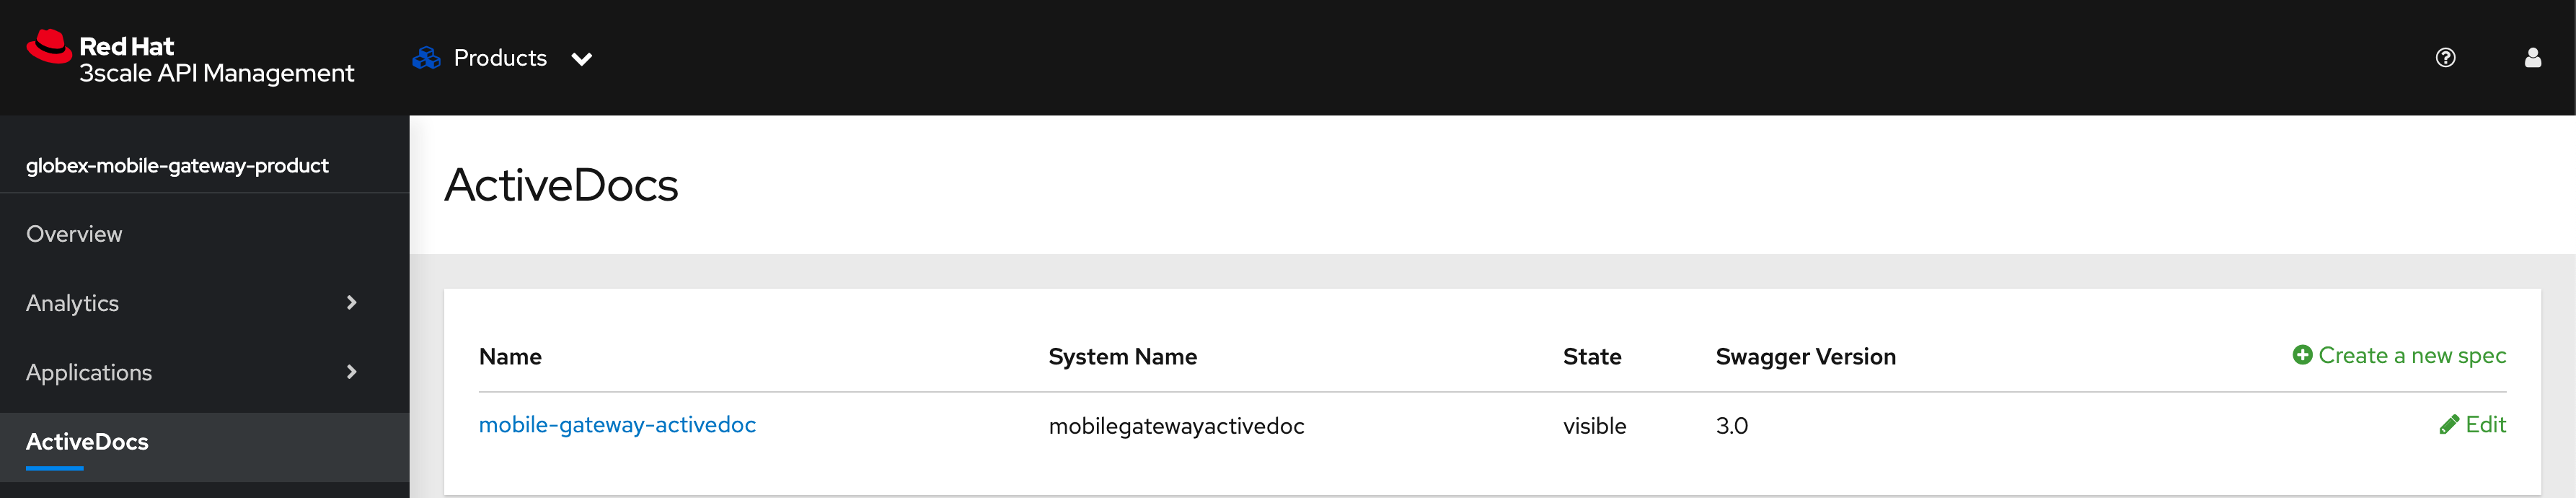 Red Hat
3scale API Management
Products
globex-mobile-gateway-product
Overview
Analytics
Applications
ActiveDocs
ActiveDocs
Name System Name State Swagger Version Create a new spec
mobile-gateway-activedoc mobilegatewayactivedoc visible 3.0 Edit